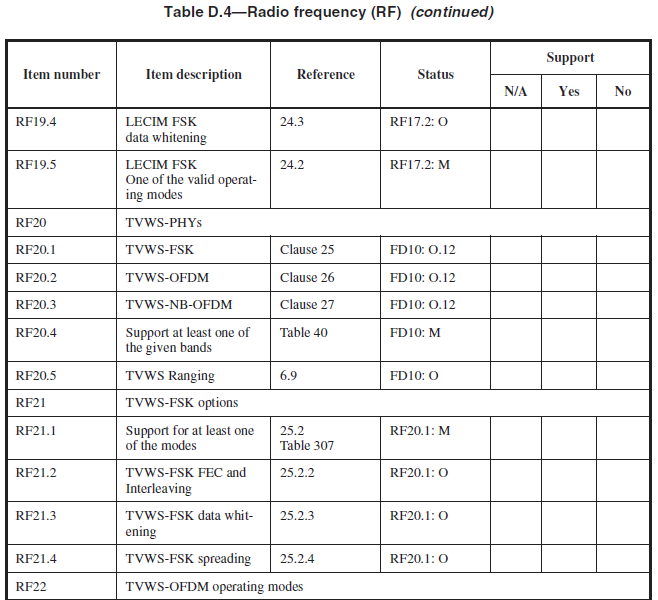 Table D.4—Radio frequency (RF) (continued)
Item number Item description Reference Status Support
N/A Yes No
RF19.4 LECIM FSK 24.3 RF17.2: O
data whitening
RF19.5 LECIM FSK 24.2 RF17.2: M
One of the valid operat-
ing modes
RF20 TVWS-PHYs
RF20.1 TVWS-FSK Clause 25 FD10: O.12
RF20.2 TVWS-OFDM Clause 26 FD10: O.12
RF20.3 TVWS-NB-OFDM Clause 27 FD10: O.12
RF20.4 Support at least one of Table 40 FD10: M
the given bands
RF20.5 TVWS Ranging 6.9 FD10: O
RF21 TVWS-FSK options
RF21.1 Support for at least one 25.2 RF20.1: M
of the modes Table 307
RF21.2 TVWS-FSK FEC and 25.2.2 RF20.1: O
Interleaving
RF21.3 TVWS-FSK data whit- 25.2.3 RF20.1: O
ening
RF21.4 TVWS-FSK spreading 25.2.4 RF20.1: O
RF22 TVWS-OFDM operating modes